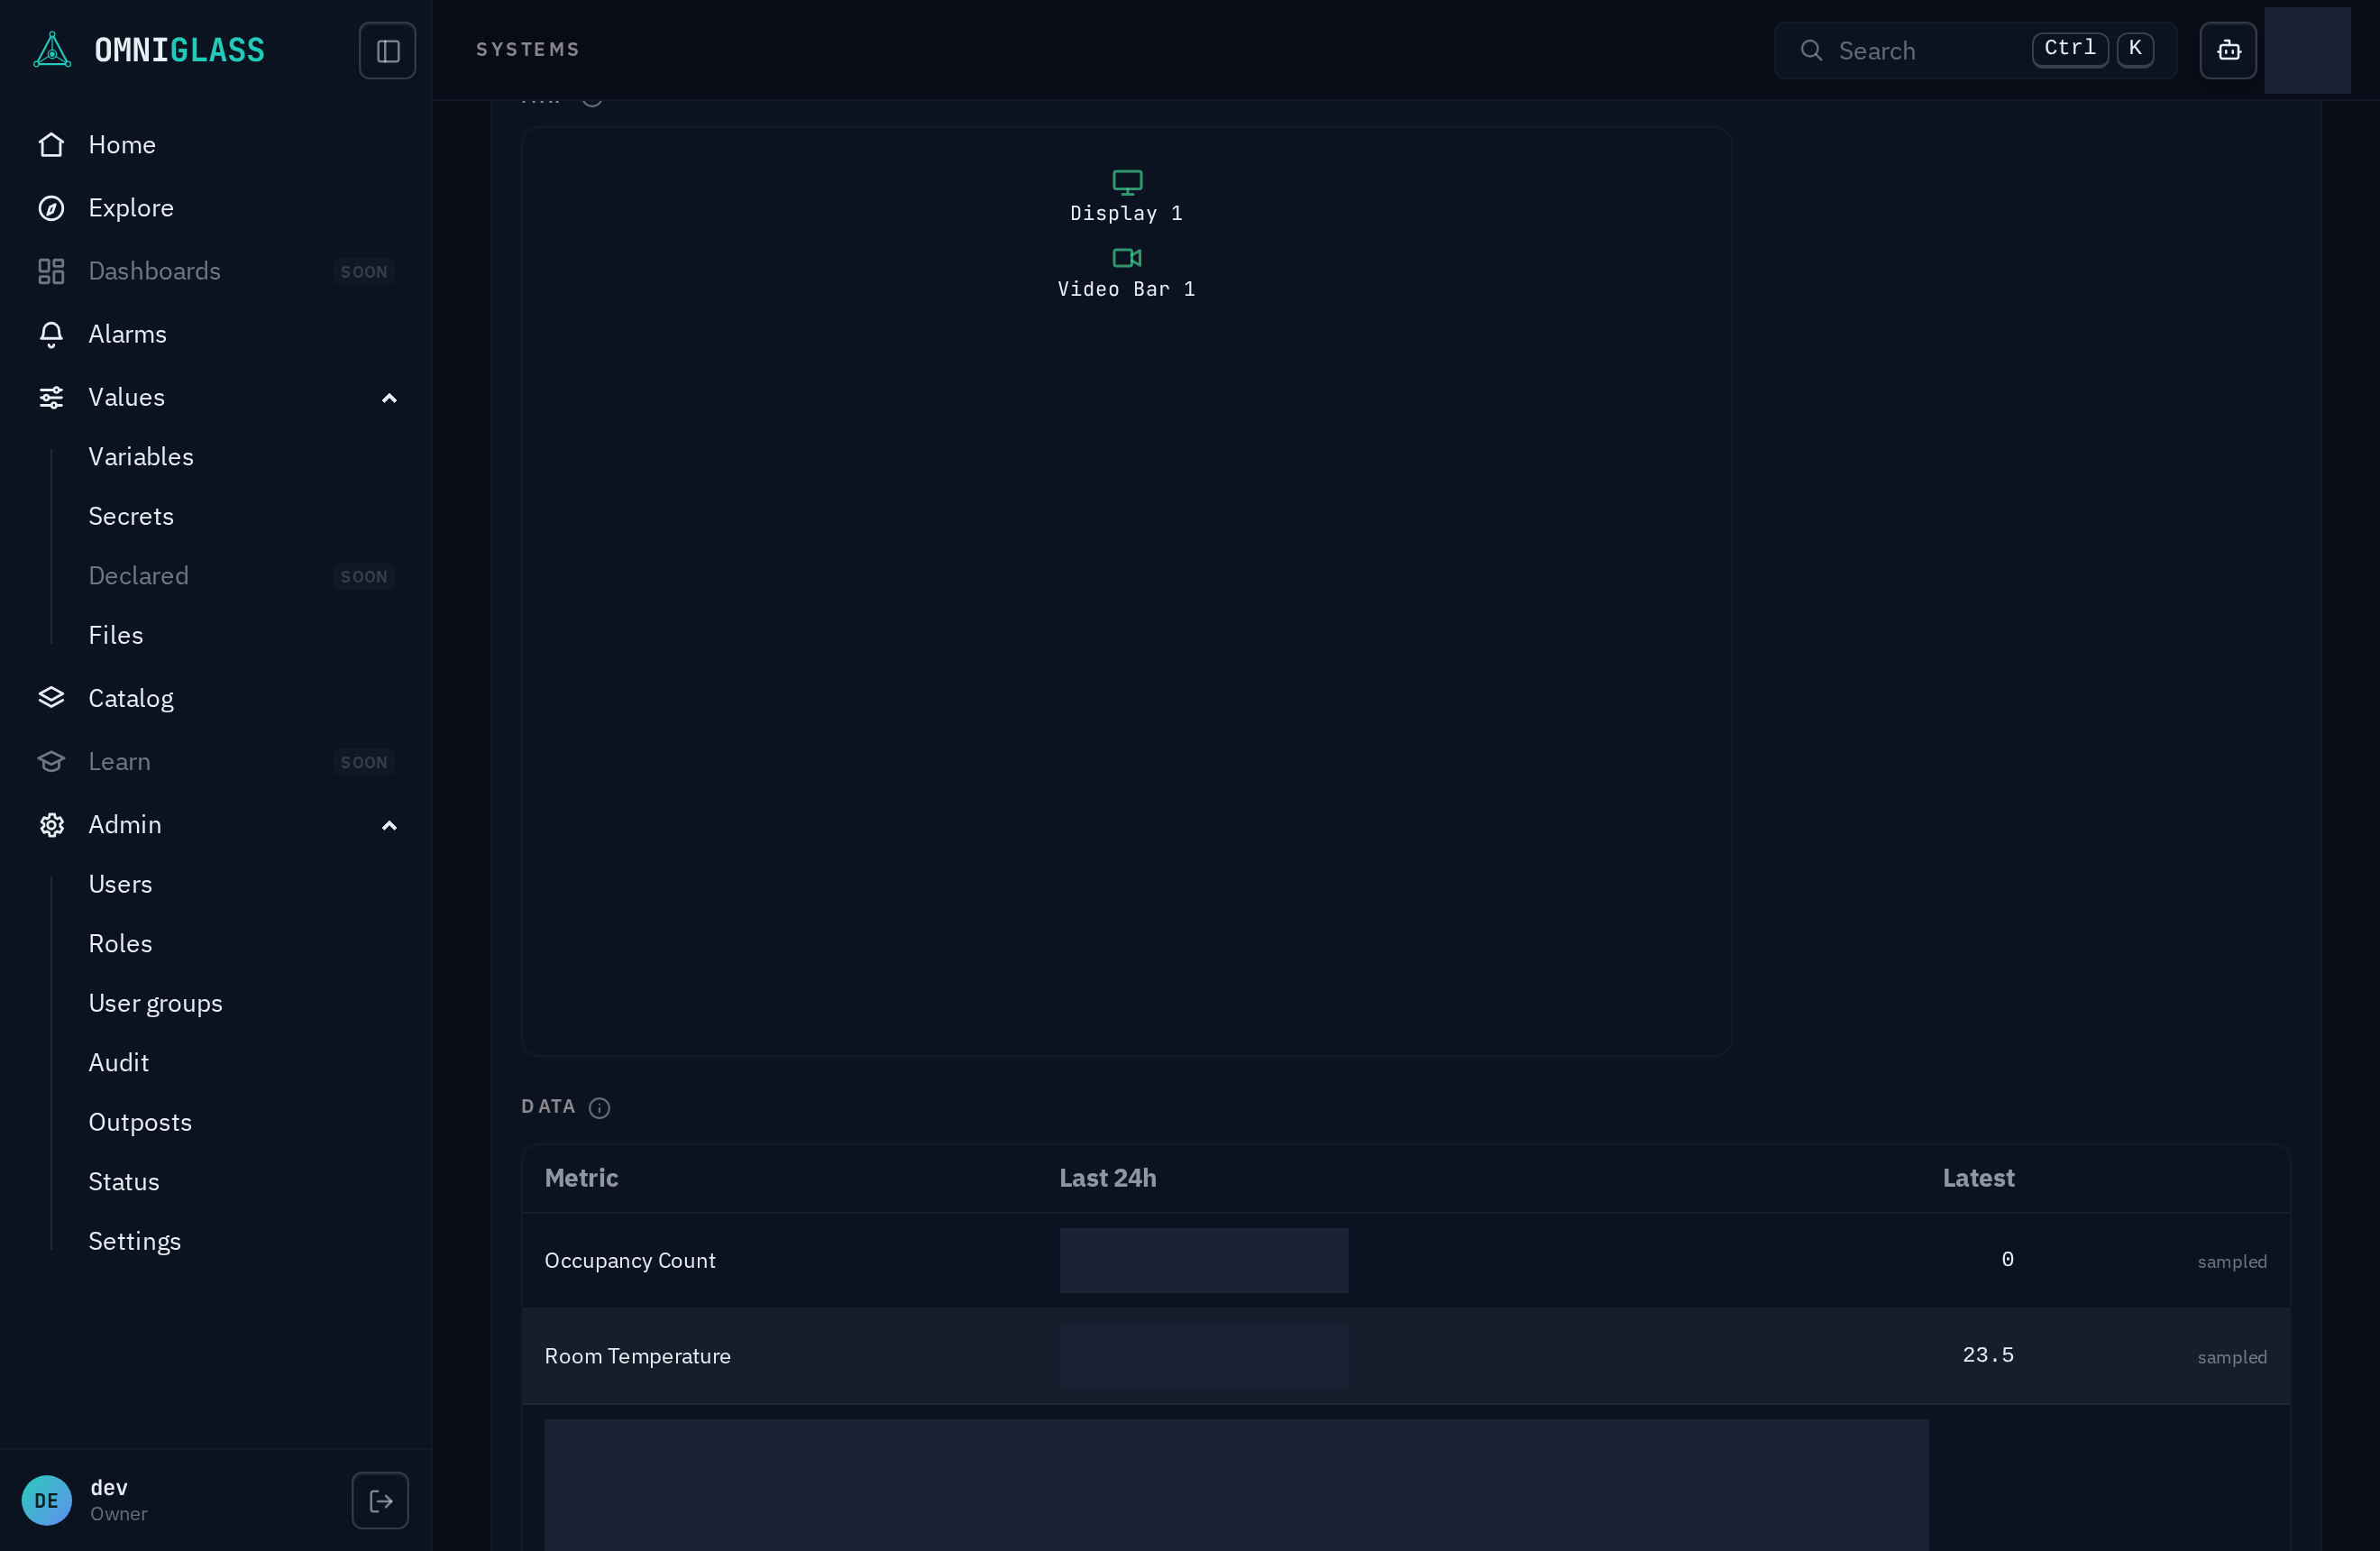 OMNIGLASS
SYSTEMS
Search
Ctrl
K
Home
Explore
Dashboards
SOON
Alarms
Values
Variables
Secrets
Declared
SOON
Files
Catalog
Learn
SOON
Admin
Users
Roles
User groups
Audit
Outposts
Status
Settings
DE
dev
Owner
Display 1
Video Bar 1
DATA
Metric Last 24h Latest
Occupancy Count 0 sampled
Room Temperature 23.5 sampled